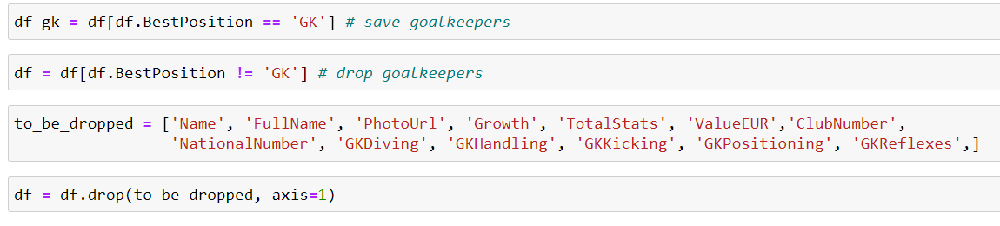 df_gk = df[df.BestPosition == 'GK'] # save goalkeepers
df = df[df.BestPosition != 'GK'] # drop goalkeepers
to_be_dropped = ['Name', 'FullName', 'PhotoUrl', 'Growth', 'TotalStats', 'ValueEUR','ClubNumber',
'NationalNumber', 'GKDiving', 'GKHandling', 'GKKicking', 'GKPositioning', 'GKReflexes',]
df = df.drop(to_be_dropped, axis=1)